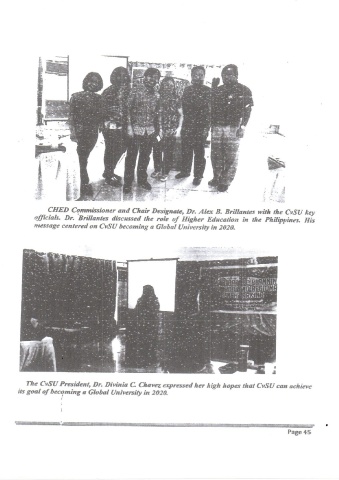 CHED Commissioner and Chair Designate, Dr. Alex B. Brillantes with the CvSU key
officials. Dr. Brillantes discussed the role of Higher Education in the Philippines. His
message centered on CvSU becoming a Global University in 2020.
The CvSU President, Dr. Divinia C. Chavez expressed her high hopes that CvSU can achieve
its goal of becoming a Global University in 2020.
Page 45